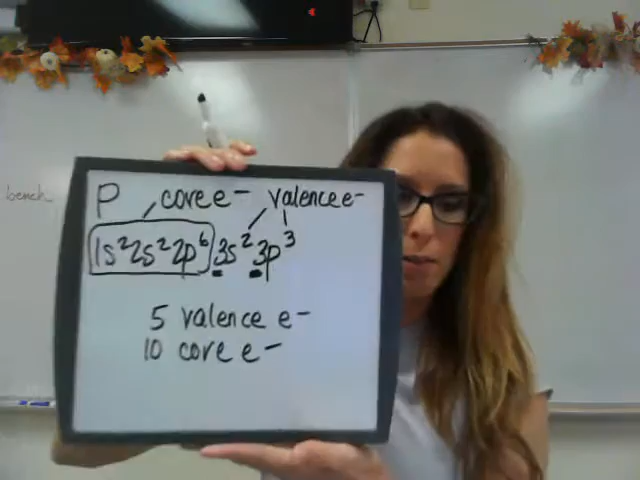 P core e- valence e-
1s² 2s² 2p⁶ 3s² 3p³
5 valence e-
10 core e-
bench